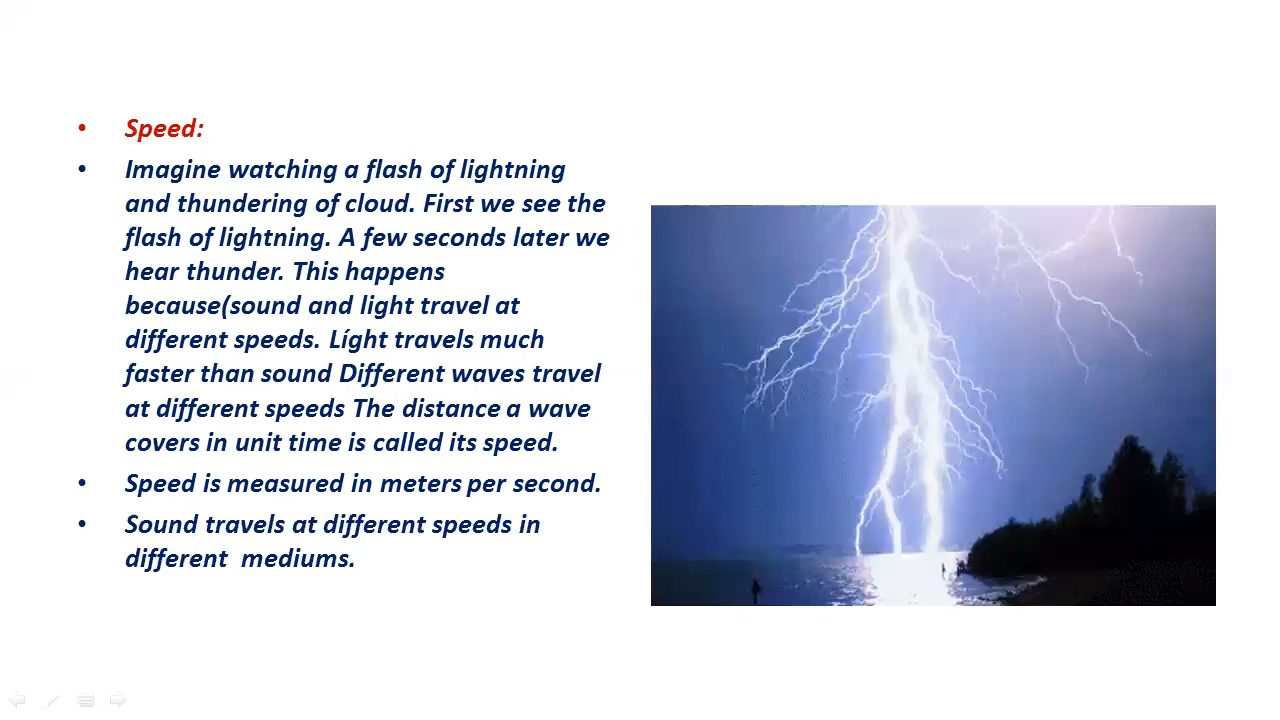 Speed:
Imagine watching a flash of lightning
and thundering of cloud. First we see the
flash of lightning. A few seconds later we
hear thunder. This happens
because(sound and light travel at
different speeds. Líght travels much
faster than sound Different waves travel
at different speeds The distance a wave
covers in unit time is called its speed.
Speed is measured in meters per second.
Sound travels at different speeds in
different  mediums.